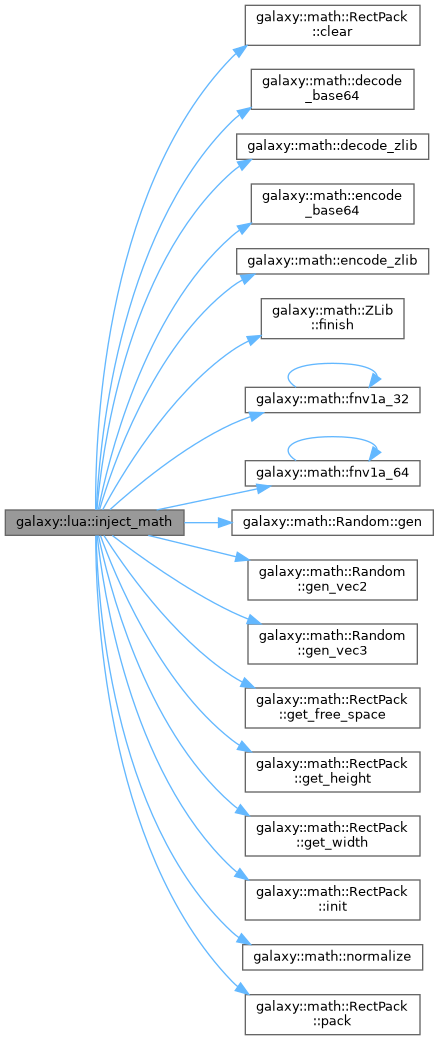 galaxy::math::RectPack
::clear
galaxy::math::decode
_base64
galaxy::math::decode_zlib
galaxy::math::encode
_base64
galaxy::math::encode_zlib
galaxy::math::ZLib
::finish
galaxy::math::fnv1a_32
galaxy::math::fnv1a_64
galaxy::lua::inject_math
galaxy::math::Random::gen
galaxy::math::Random
::gen_vec2
galaxy::math::Random
::gen_vec3
galaxy::math::RectPack
::get_free_space
galaxy::math::RectPack
::get_height
galaxy::math::RectPack
::get_width
galaxy::math::RectPack
::init
galaxy::math::normalize
galaxy::math::RectPack
::pack